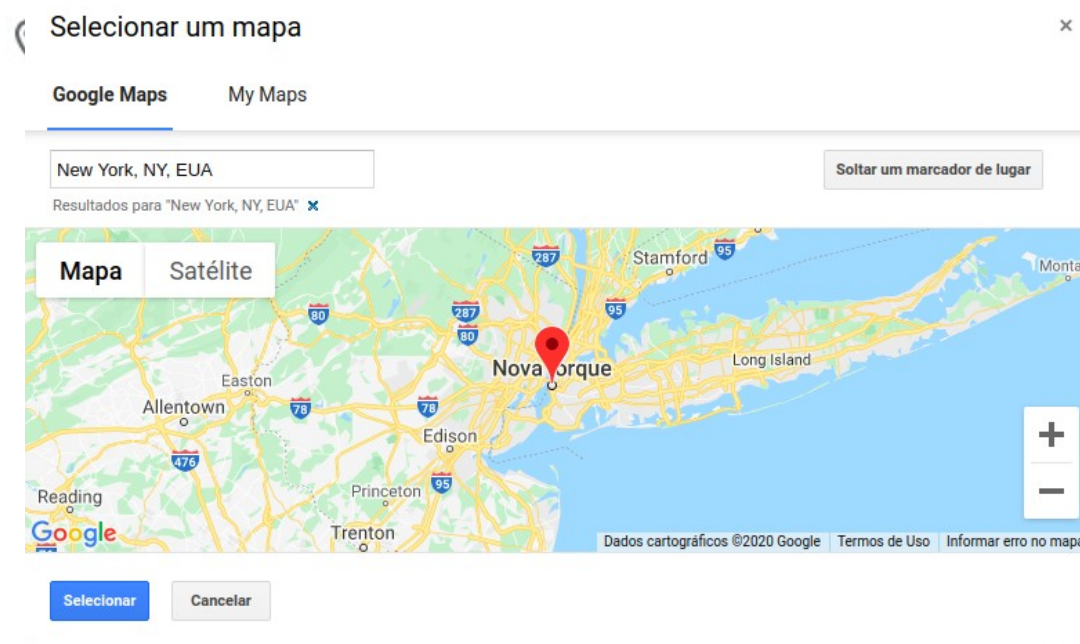 Selecionar um mapa
×
Google Maps
My Maps
New York, NY, EUA
Soltar um marcador de lugar
Resultados para "New York, NY, EUA" ×
Mapa
Satélite
287
Stamford
95
Monta
80
287
95
80
Nova orque
Long Island
Easton
Allentown
78
78
Edison
476
Princeton
95
Reading
Google
Trenton
Dados cartográficos ©2020 Google
Termos de Uso
Informar erro no mapa
Selecionar
Cancelar